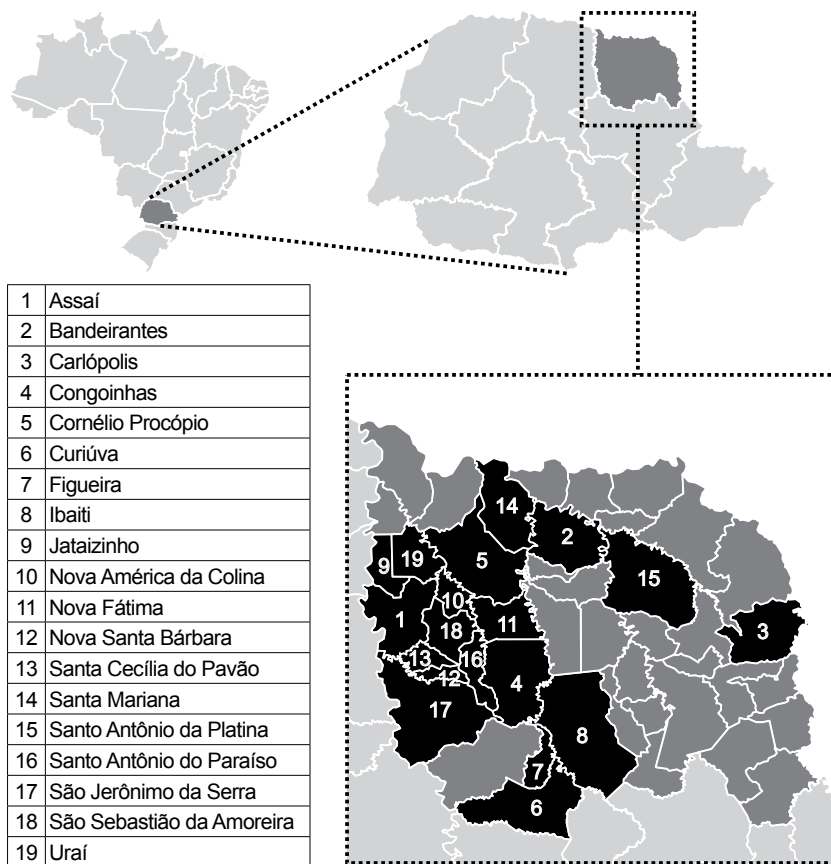 1 Assaí
2 Bandeirantes
3 Carlópolis
4 Congoinhas
5 Cornélio Procópio
6 Curiúva
7 Figueira
8 Ibaiti
9 Jataizinho
10 Nova América da Colina
11 Nova Fátima
12 Nova Santa Bárbara
13 Santa Cecília do Pavão
14 Santa Mariana
15 Santo Antônio da Platina
16 Santo Antônio do Paraíso
17 São Jerônimo da Serra
18 São Sebastião da Amoreira
19 Uraí
14
2
9 19
5
15
10
1
18
11
3
13
16
12
4
17
8
7
6